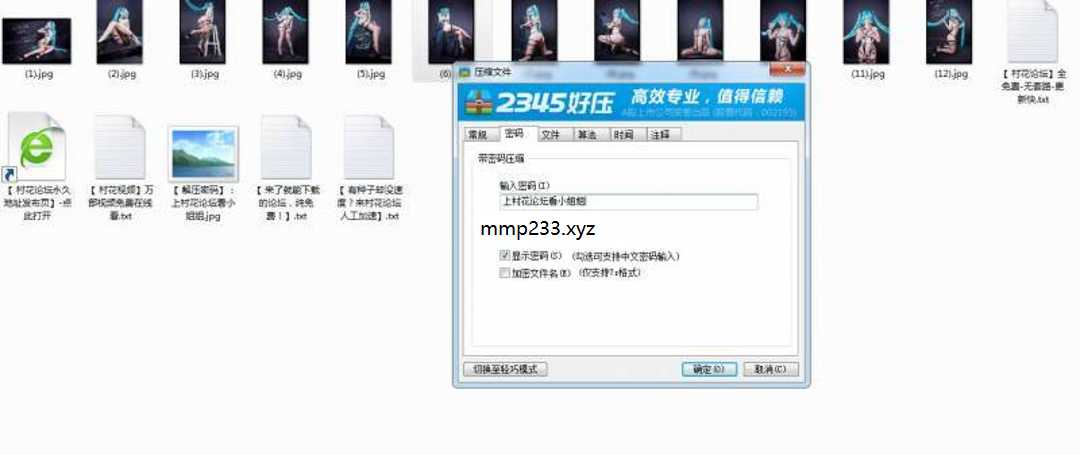 (1).jpg
(2).jpg
(3).jpg
(4).jpg
(5).jpg
(6)
(11).jpg
(12).jpg
【 村花论坛】全
免费-无套路-更
新快.txt
压缩文件
2345好压
高效专业，值得信赖
A股上市公司荣誉出品 (股票代码：002195)
常规
密码
文件
算法
时间
注释
带密码压缩
输入密码(I)
上村花论坛看小姐姐
mmp233.xyz
显示密码(S) (勾选可支持中文密码输入)
加密文件名(E) (仅支持7z格式)
切换至轻巧模式
确定(O)
取消(C)
【 村花论坛永久
地址发布页】-点
此打开
【 村花视频】万
部视频免费在线
看.txt
【 解压密码】：
上村花论坛看小
姐姐.jpg
【 来了就能下载
的论坛，纯免
费！】.txt
【 有种子却没速
度？来村花论坛
人工加速】.txt